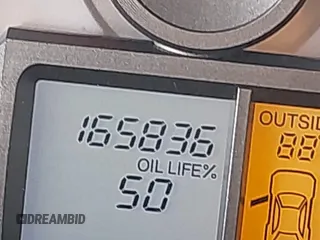 165836
OIL LIFE%
50
OUTSID
88
DREAMBID